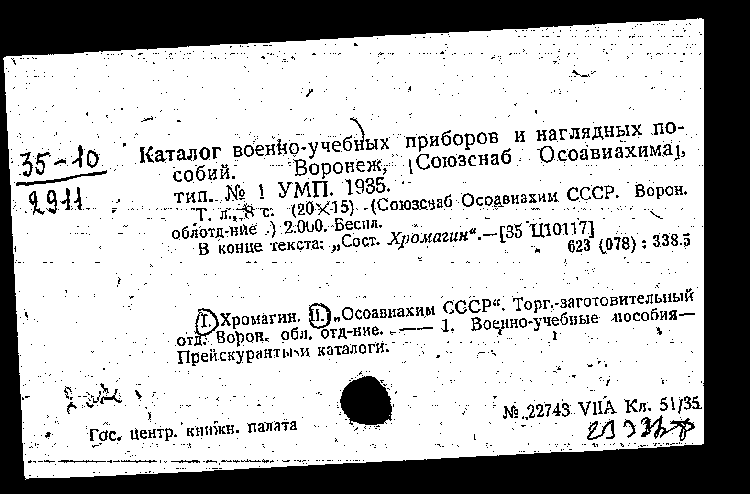 35-10
2911
Каталог военно-учебных приборов и наглядных по-
собий. Воронеж, [Союзснаб Осоавиахима],
тип. № 1 УМП. 1935.
Т. л., 8 с. (20×15) (Союзснаб Осоавиахим СССР. Ворон.
облотд-ние.) 2.000. Беспл.
В конце текста: „Сост. Хромагин“.—[35 Ц10117]
623 (078) : 338.5
I. Хромагин. II. „Осоавиахим СССР“. Торг.-заготовительный
отд. Ворон. обл. отд-ние. —— 1. Военно-учебные пособия—
Прейскуранты и каталоги.
№ 22743 VIIА Кл. 51/35
Гос. центр. книжн. палата